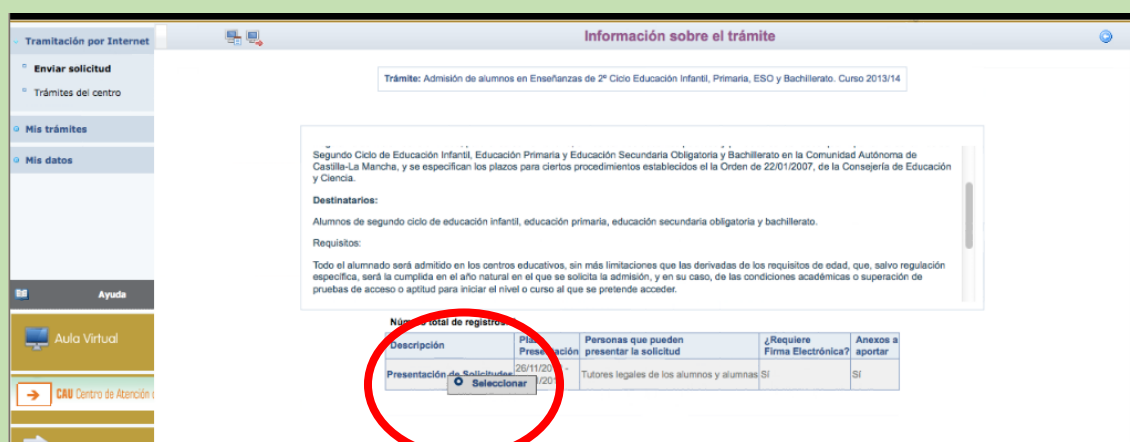 Tramitación por Internet
Enviar solicitud
Trámites del centro
Mis trámites
Mis datos
Ayuda
Aula Virtual
CAU Centro de Atención
Información sobre el trámite
Trámite: Admisión de alumnos en Enseñanzas de 2º Ciclo Educación Infantil, Primaria, ESO y Bachillerato. Curso 2013/14
Segundo Ciclo de Educación Infantil, Educación Primaria y Educación Secundaria Obligatoria y Bachillerato en la Comunidad Autónoma de
Castilla-La Mancha, y se especifican los plazos para ciertos procedimientos establecidos el la Orden de 22/01/2007, de la Consejería de Educación
y Ciencia.
Destinatarios:
Alumnos de segundo ciclo de educación infantil, educación primaria, educación secundaria obligatoria y bachillerato.
Requisitos:
Todo el alumnado será admitido en los centros educativos, sin más limitaciones que las derivadas de los requisitos de edad, que, salvo regulación
específica, será la cumplida en el año natural en el que se solicita la admisión, y en su caso, de las condiciones académicas o superación de
pruebas de acceso o aptitud para iniciar el nivel o curso al que se pretende acceder.
Número total de registros
Descripción
Presentación
Personas que pueden
presentar la solicitud
¿Requiere
Firma Electrónica?
Anexos a
aportar
Presentación de Solicitudes
Tutores legales de los alumnos y alumnas
Sí
Sí
Seleccionar